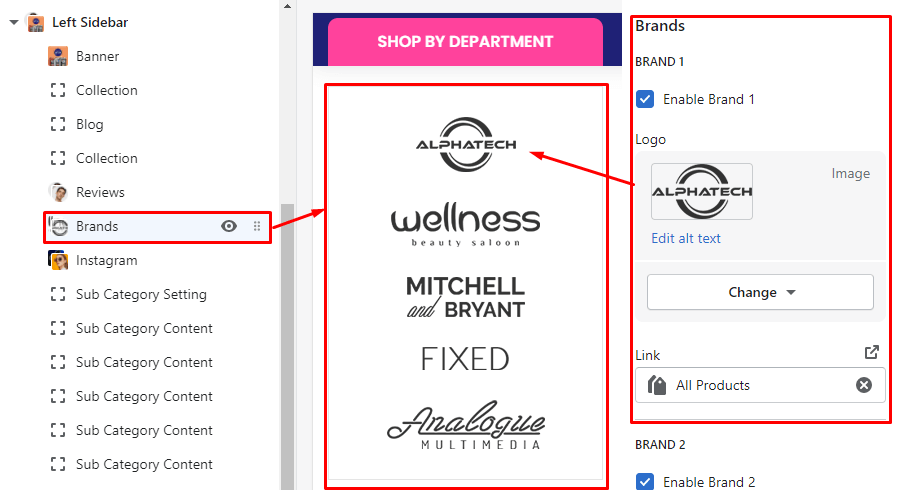 Left Sidebar
Banner
Collection
Blog
Collection
Reviews
Brands
Instagram
Sub Category Setting
Sub Category Content
Sub Category Content
Sub Category Content
Sub Category Content
Sub Category Content
SHOP BY DEPARTMENT
ALPHATECH
wellness
beauty saloon
MITCHELL
and BRYANT
FIXED
Analogue
MULTIMEDIA
Brands
BRAND 1
Enable Brand 1
Logo
ALPHATECH
Image
Edit alt text
Change
Link
All Products
BRAND 2
Enable Brand 2